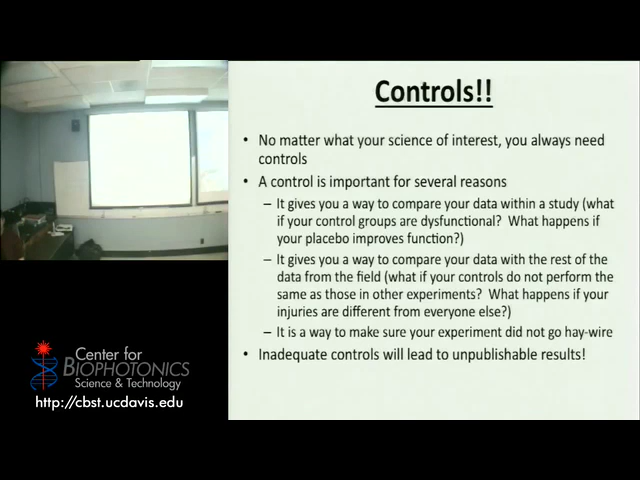 Controls!!
• No matter what your science of interest, you always need
controls
• A control is important for several reasons
– It gives you a way to compare your data within a study (what
if your control groups are dysfunctional? What happens if
your placebo improves function?)
– It gives you a way to compare your data with the rest of the
data from the field (what if your controls do not perform the
same as those in other experiments? What happens if your
injuries are different from everyone else?)
– It is a way to make sure your experiment did not go hay-wire
• Inadequate controls will lead to unpublishable results!
Center for
BIOPHOTONICS
Science & Technology
http://cbst.ucdavis.edu